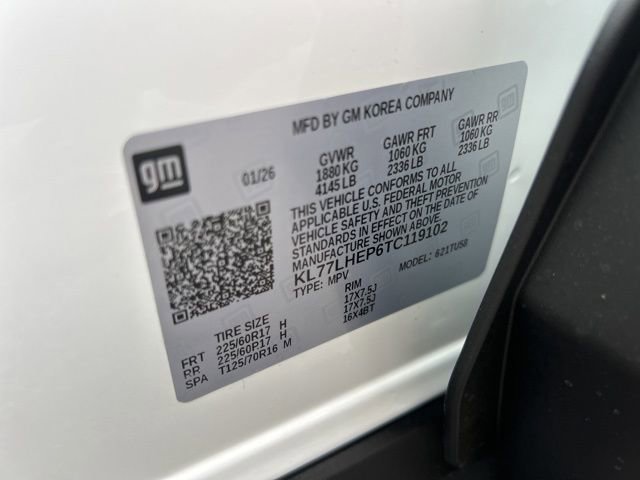 MFD BY GM KOREA COMPANY
gm
01/26
GVWR GAWR FRT GAWR RR
1880 KG 1060 KG 1060 KG
4145 LB 2336 LB 2336 LB
THIS VEHICLE CONFORMS TO ALL
APPLICABLE U.S. FEDERAL MOTOR
VEHICLE SAFETY AND THEFT PREVENTION
STANDARDS IN EFFECT ON THE DATE OF
MANUFACTURE SHOWN ABOVE.
KL77LHEP6TC119102
TYPE: MPV MODEL: 621TU58
TIRE SIZE RIM
FRT 225/60R17 H 17X7.5J
RR 225/60R17 H 17X7.5J
SPA T125/70R16 M 16X4BT